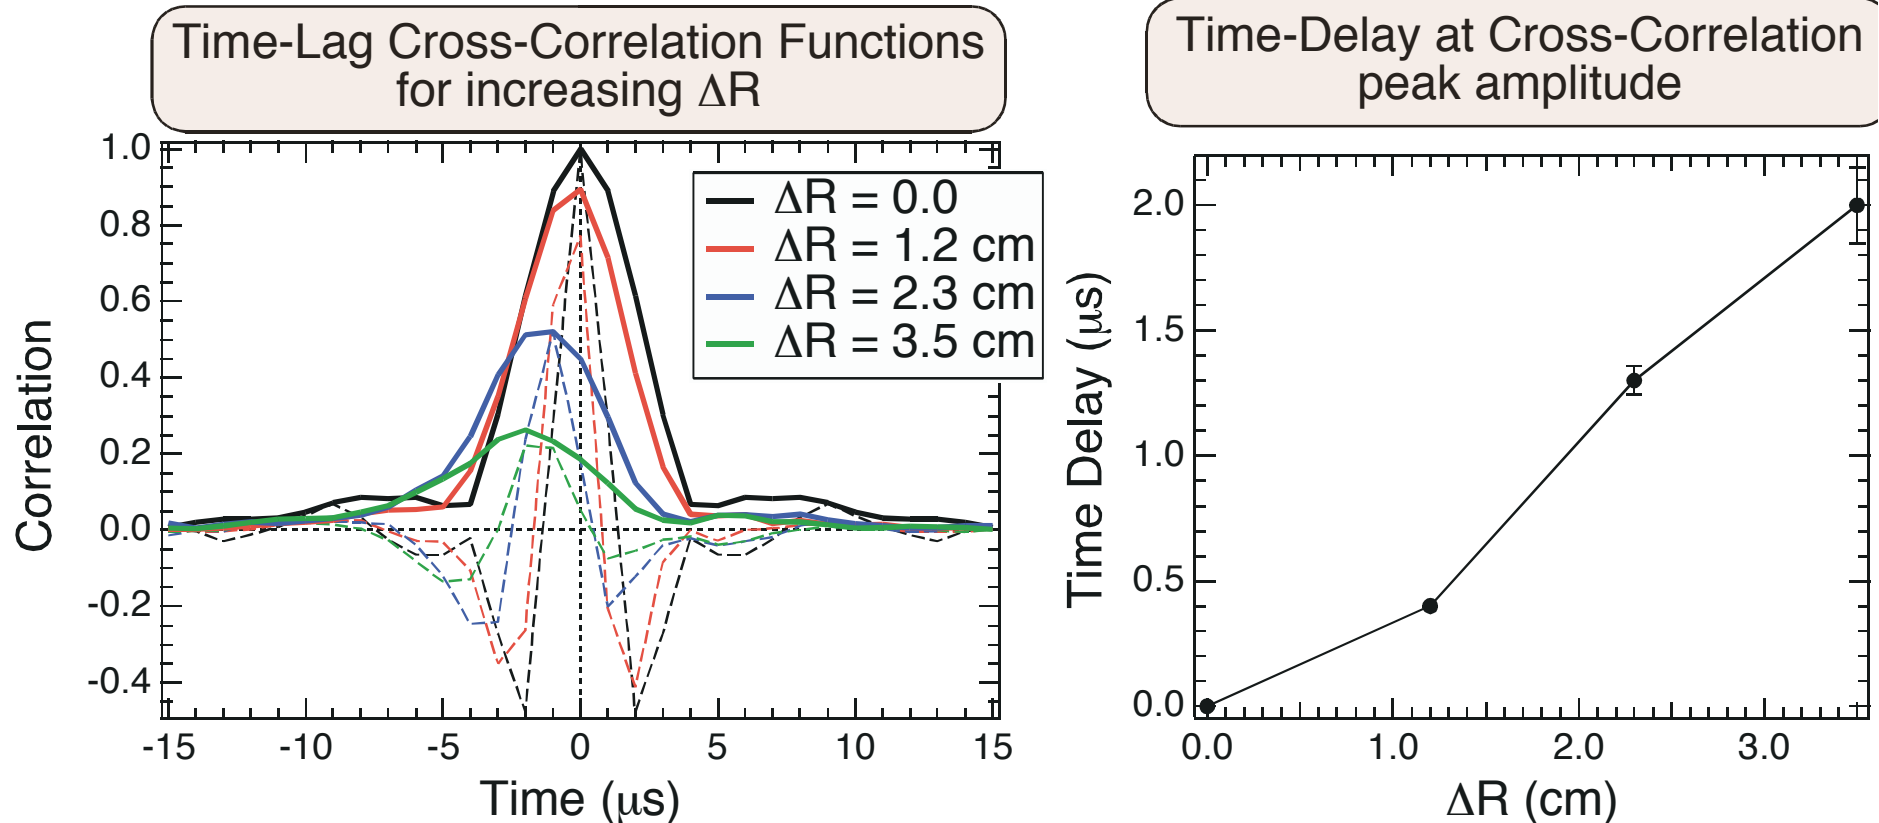 Time-Lag Cross-Correlation Functions
for increasing ΔR
1.0
0.8
0.6
0.4
0.2
0.0
-0.2
-0.4
Correlation
-15
-10
-5
0
5
10
15
Time (μs)
ΔR = 0.0
ΔR = 1.2 cm
ΔR = 2.3 cm
ΔR = 3.5 cm
Time-Delay at Cross-Correlation
peak amplitude
2.0
1.5
1.0
0.5
0.0
Time Delay (μs)
0.0
1.0
2.0
3.0
ΔR (cm)